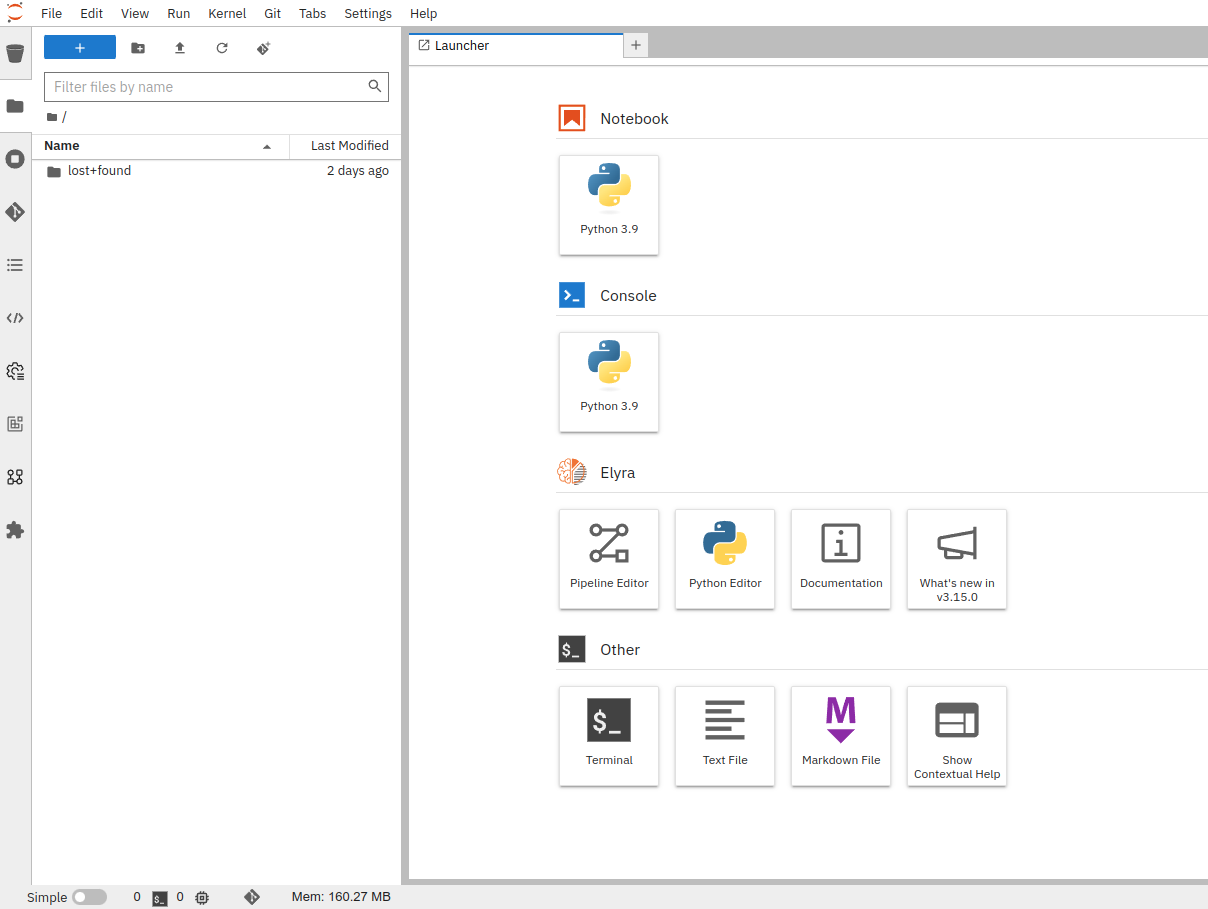 File Edit View Run Kernel Git Tabs Settings Help
+
Launcher
+
Filter files by name
/
Name Last Modified
lost+found 2 days ago
Notebook
Python 3.9
Console
Python 3.9
Elyra
Pipeline Editor
Python Editor
Documentation
What's new in
v3.15.0
$_ Other
$_
Terminal
Text File
M
Markdown File
Show
Contextual Help
Simple 0 $_ 0 Mem: 160.27 MB